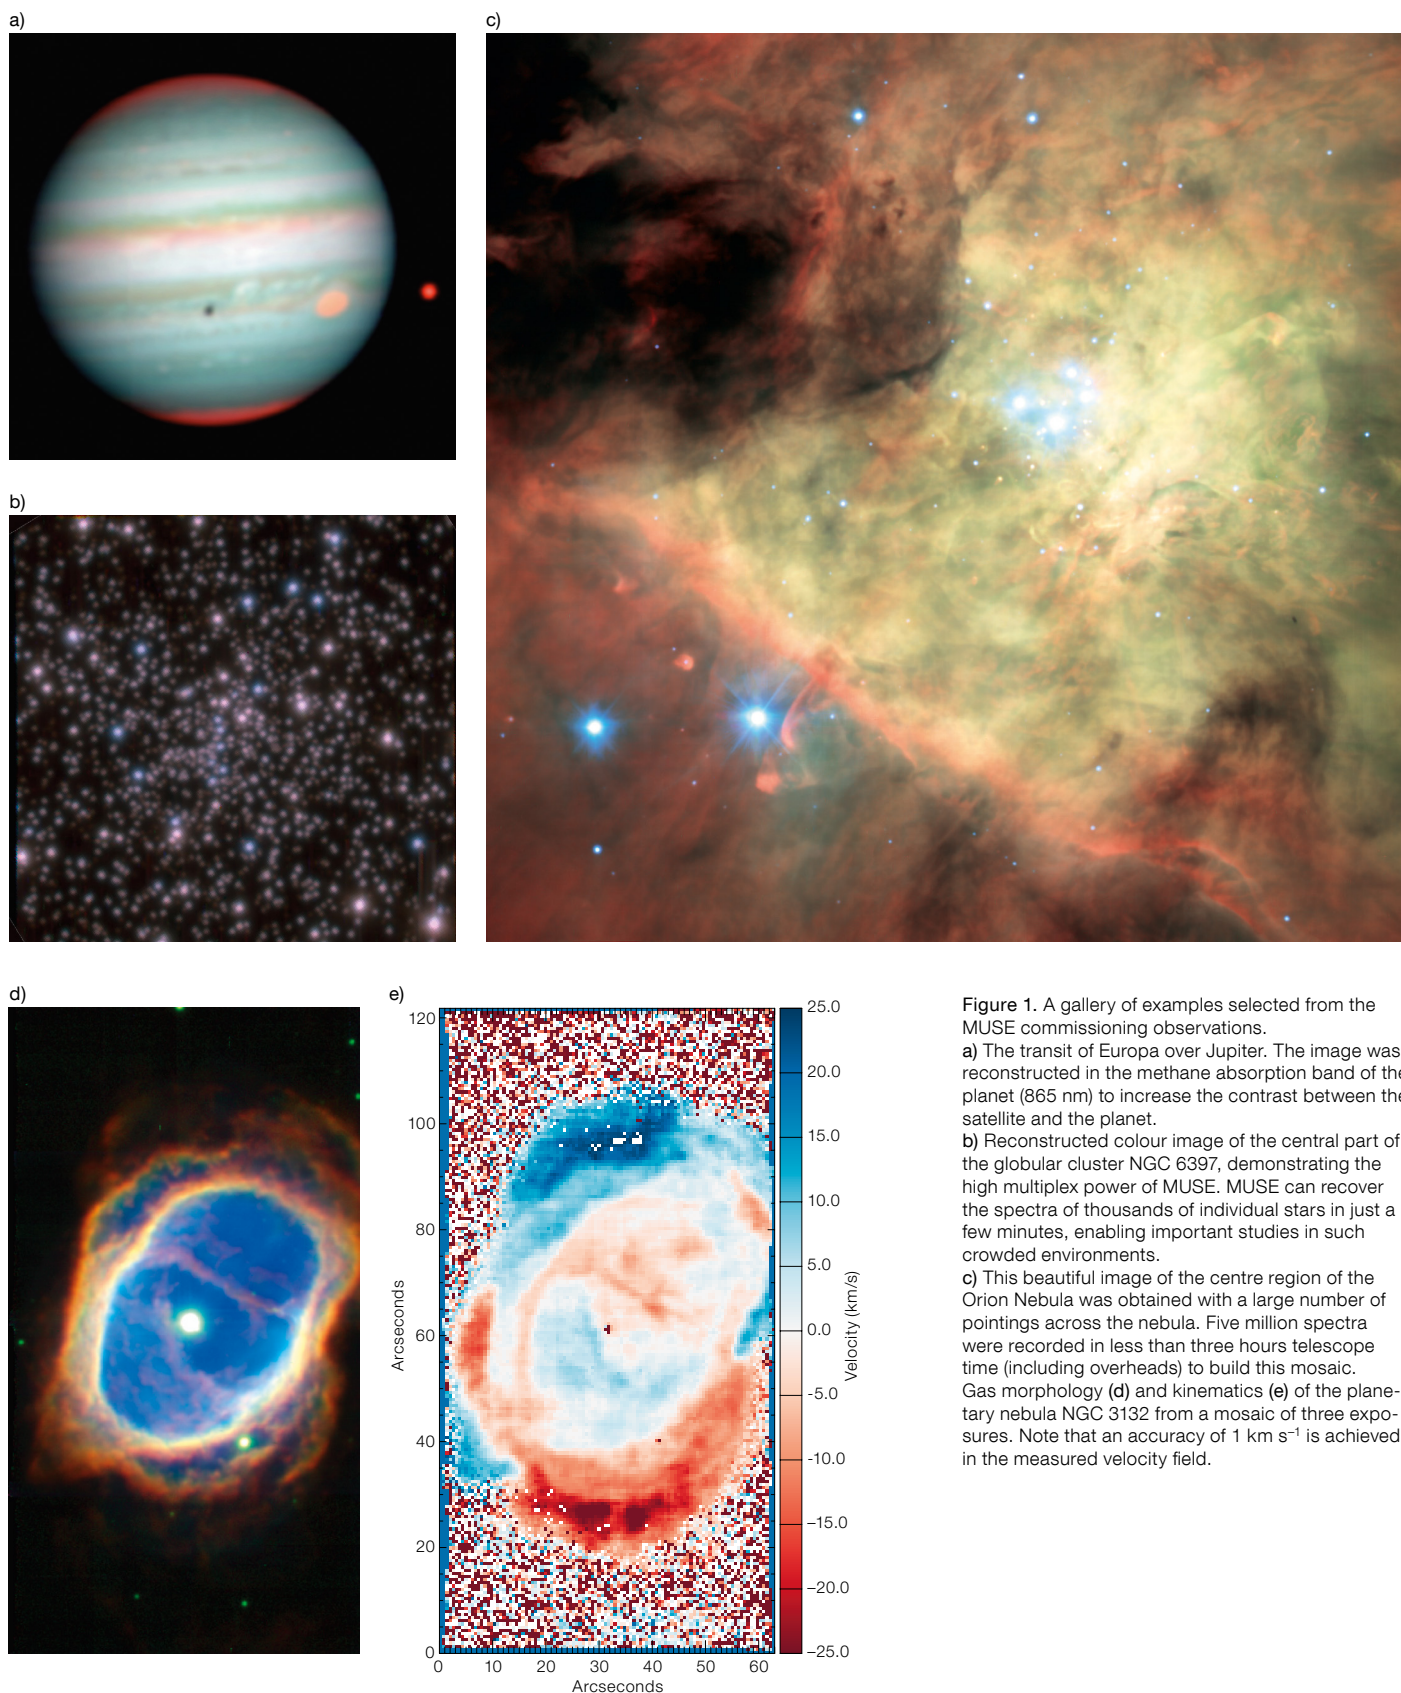 a)
c)
b)
d)
e)
120
100
80
60
40
20
0
Arcseconds
0 10 20 30 40 50 60
Arcseconds
25.0
20.0
15.0
10.0
5.0
0.0
-5.0
-10.0
-15.0
-20.0
-25.0
Velocity (km/s)
Figure 1. A gallery of examples selected from the
MUSE commissioning observations.
a) The transit of Europa over Jupiter. The image was
reconstructed in the methane absorption band of the
planet (865 nm) to increase the contrast between the
satellite and the planet.
b) Reconstructed colour image of the central part of
the globular cluster NGC 6397, demonstrating the
high multiplex power of MUSE. MUSE can recover
the spectra of thousands of individual stars in just a
few minutes, enabling important studies in such
crowded environments.
c) This beautiful image of the centre region of the
Orion Nebula was obtained with a large number of
pointings across the nebula. Five million spectra
were recorded in less than three hours telescope
time (including overheads) to build this mosaic.
Gas morphology (d) and kinematics (e) of the plane-
tary nebula NGC 3132 from a mosaic of three expo-
sures. Note that an accuracy of 1 km s⁻¹ is achieved
in the measured velocity field.